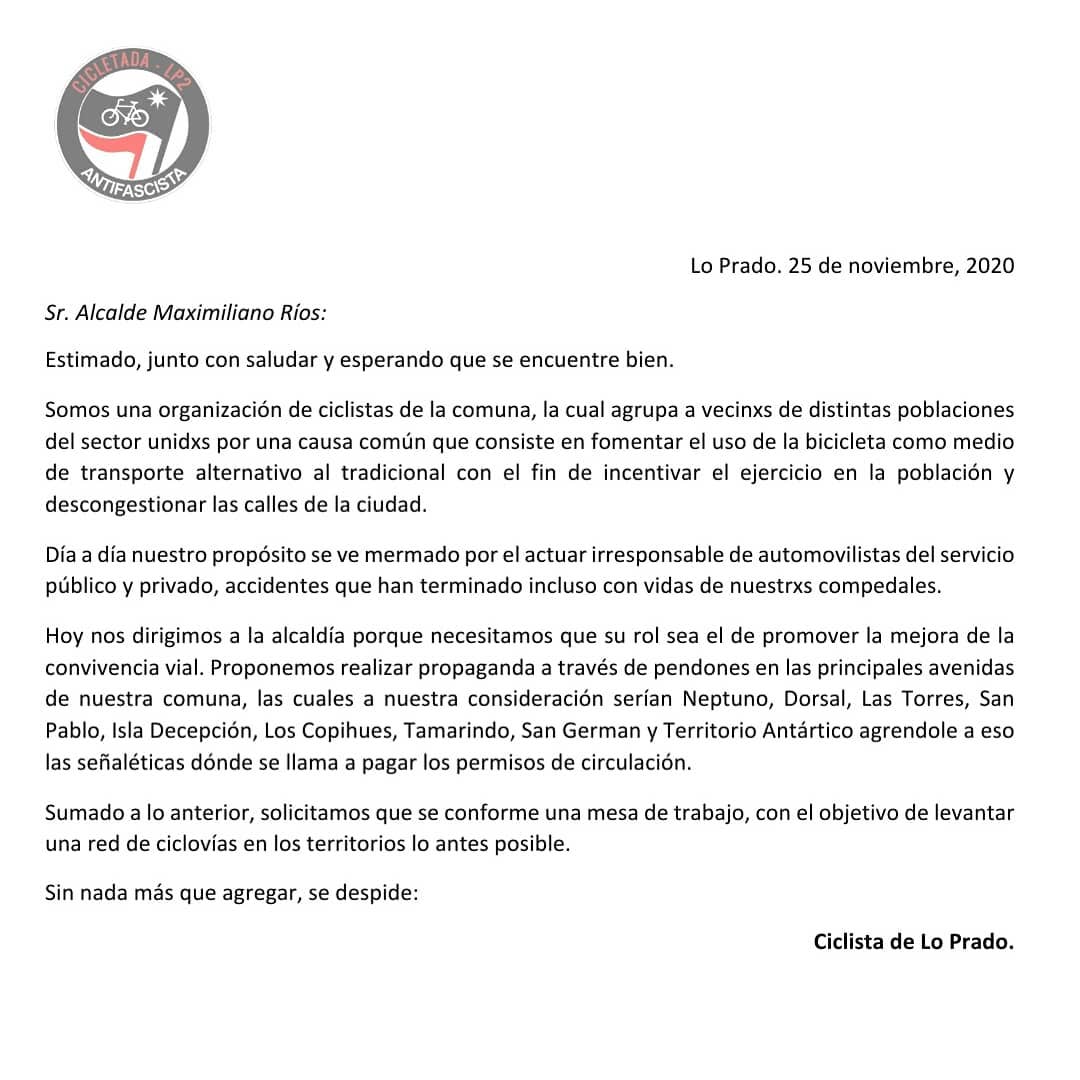 CICLETADA - LP2
ANTIFASCISTA
Lo Prado. 25 de noviembre, 2020
Sr. Alcalde Maximiliano Ríos:
Estimado, junto con saludar y esperando que se encuentre bien.
Somos una organización de ciclistas de la comuna, la cual agrupa a vecinxs de distintas poblaciones
del sector unidxs por una causa común que consiste en fomentar el uso de la bicicleta como medio
de transporte alternativo al tradicional con el fin de incentivar el ejercicio en la población y
descongestionar las calles de la ciudad.
Día a día nuestro propósito se ve mermado por el actuar irresponsable de automovilistas del servicio
público y privado, accidentes que han terminado incluso con vidas de nuestrxs compedales.
Hoy nos dirigimos a la alcaldía porque necesitamos que su rol sea el de promover la mejora de la
convivencia vial. Proponemos realizar propaganda a través de pendones en las principales avenidas
de nuestra comuna, las cuales a nuestra consideración serían Neptuno, Dorsal, Las Torres, San
Pablo, Isla Decepción, Los Copihues, Tamarindo, San German y Territorio Antártico agrendole a eso
las señaléticas dónde se llama a pagar los permisos de circulación.
Sumado a lo anterior, solicitamos que se conforme una mesa de trabajo, con el objetivo de levantar
una red de ciclovías en los territorios lo antes posible.
Sin nada más que agregar, se despide:
Ciclista de Lo Prado.